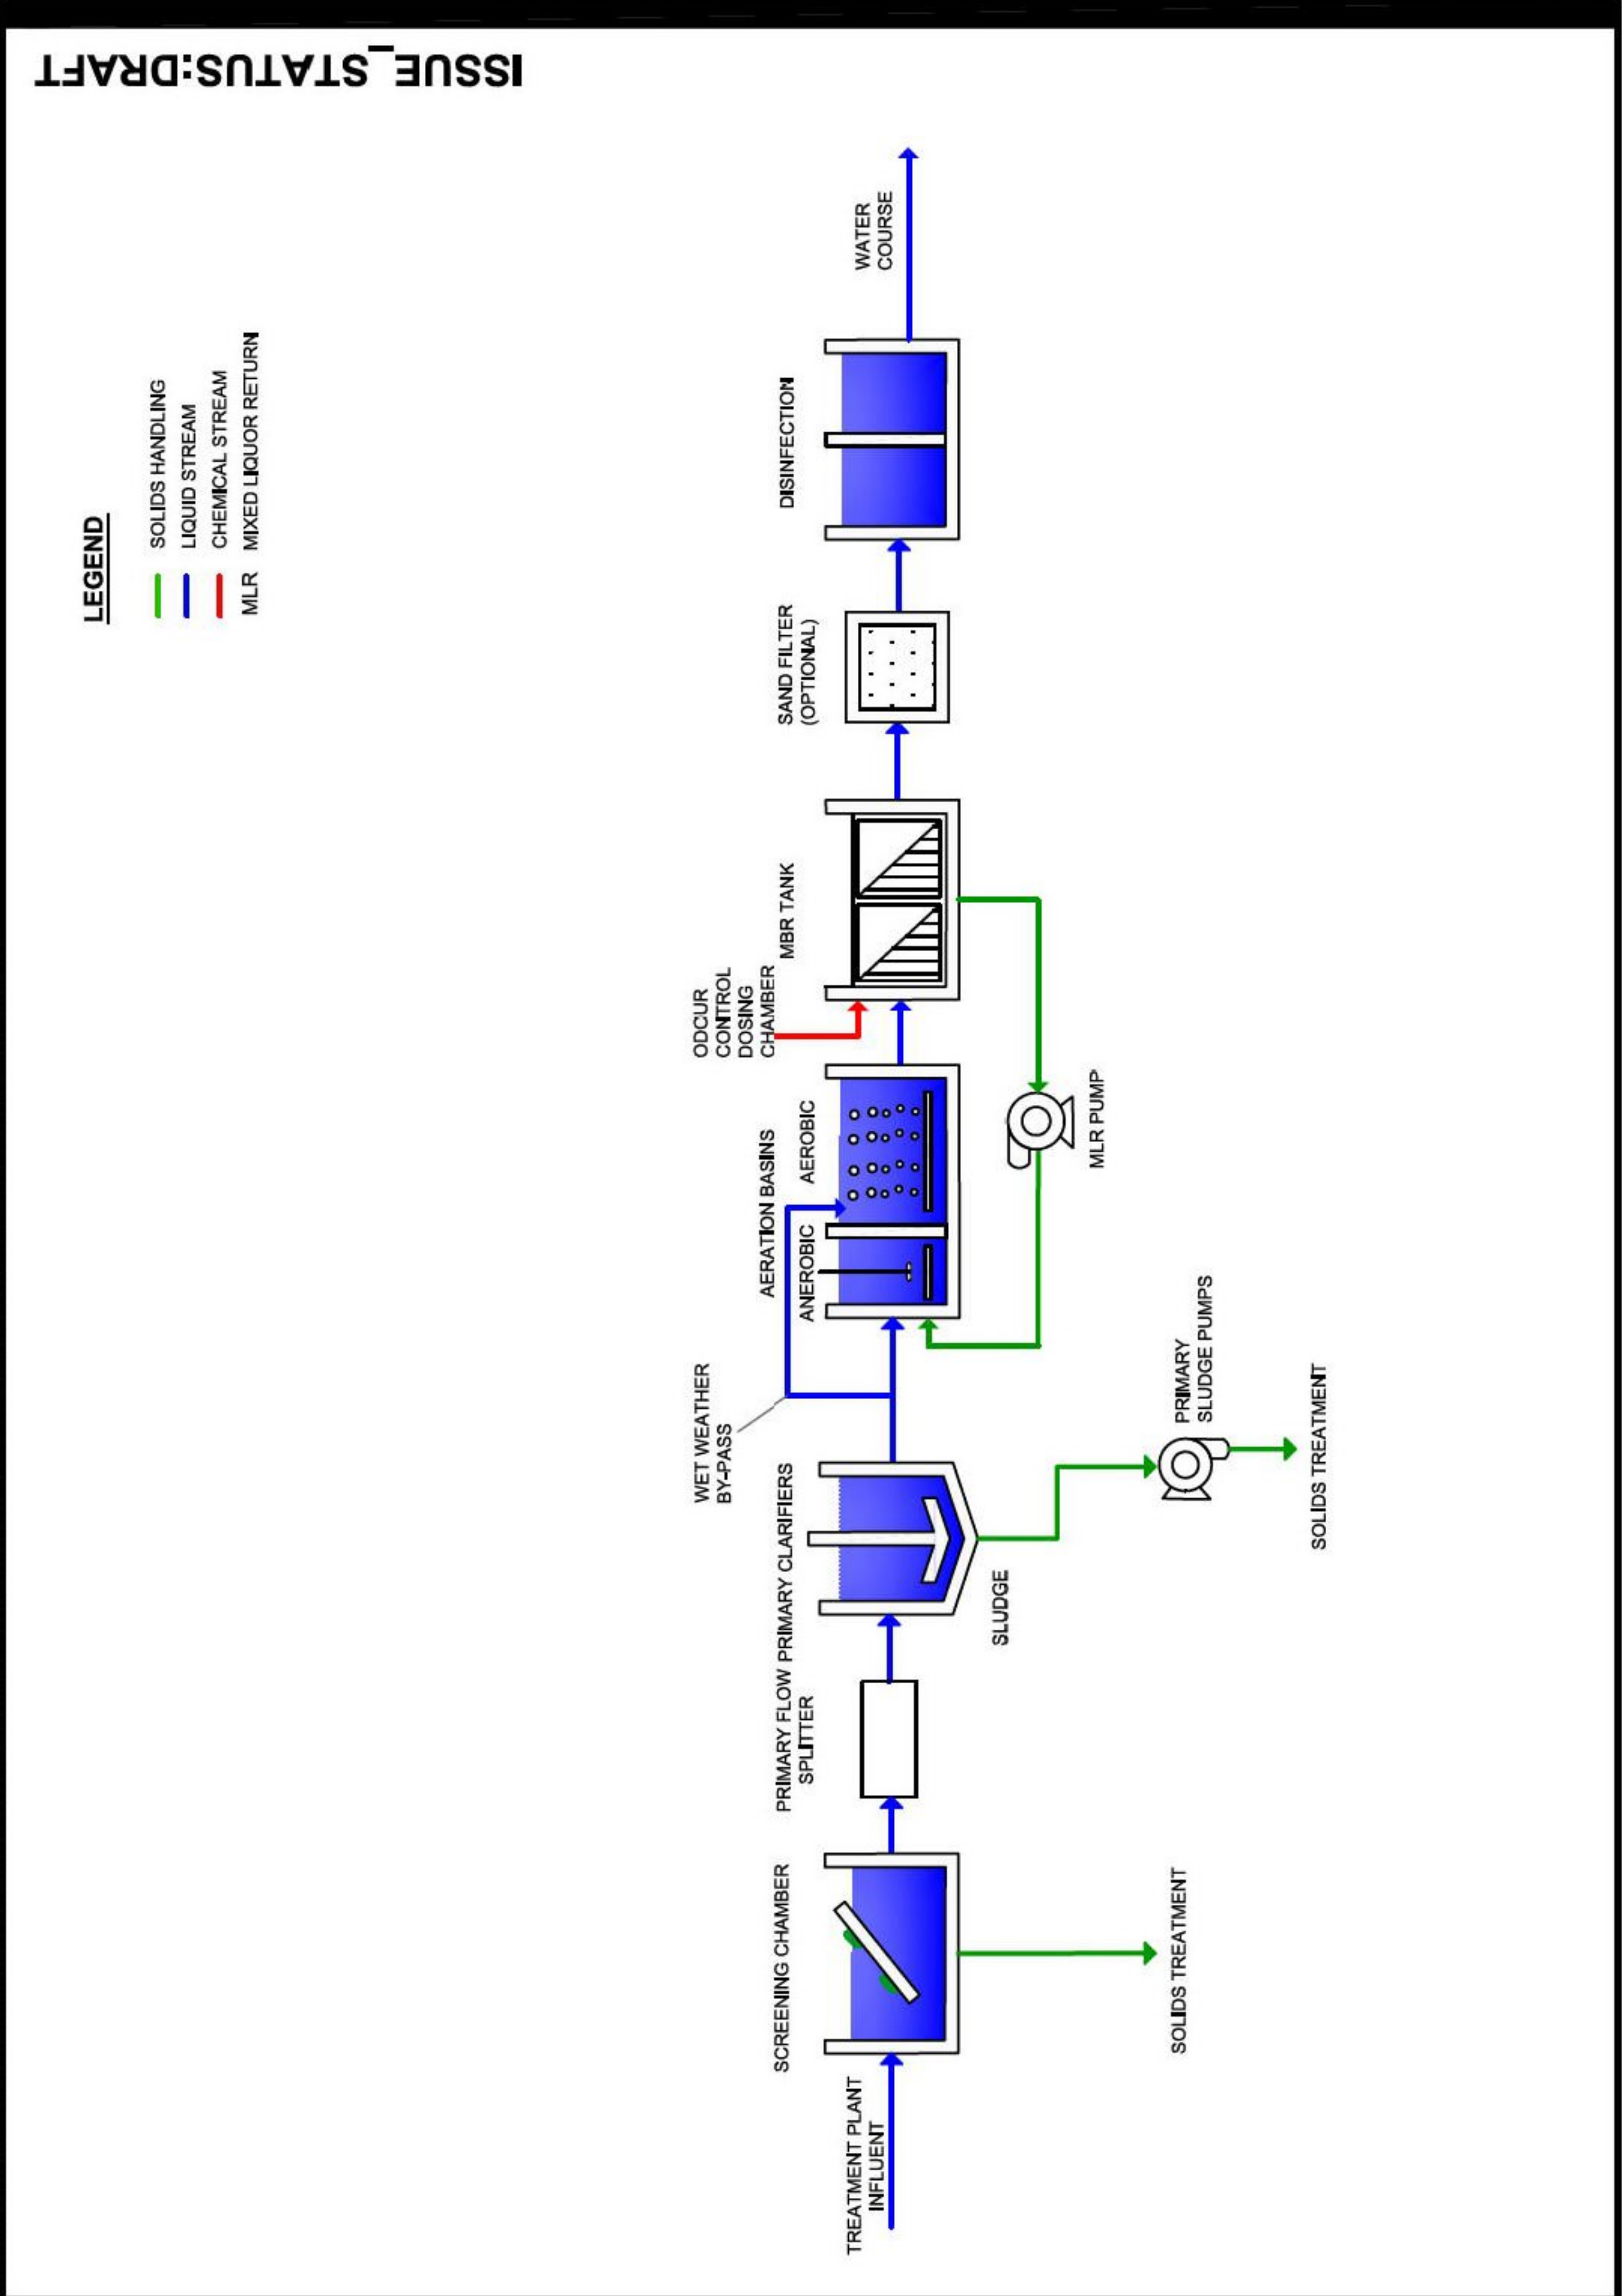 ISSUE_STATUS:DRAFT
LEGEND
SOLIDS HANDLING
LIQUID STREAM
CHEMICAL STREAM
MLR MIXED LIQUOR RETURN
TREATMENT PLANT
INFLUENT
SCREENING CHAMBER
SOLIDS TREATMENT
PRIMARY FLOW
SPLITTER
PRIMARY CLARIFIERS
SLUDGE
PRIMARY
SLUDGE PUMPS
SOLIDS TREATMENT
WET WEATHER
BY-PASS
AERATION BASINS
ANEROBIC
AEROBIC
MLR PUMP
ODCUR
CONTROL
DOSING
CHAMBER
MBR TANK
SAND FILTER
(OPTIONAL)
DISINFECTION
WATER
COURSE